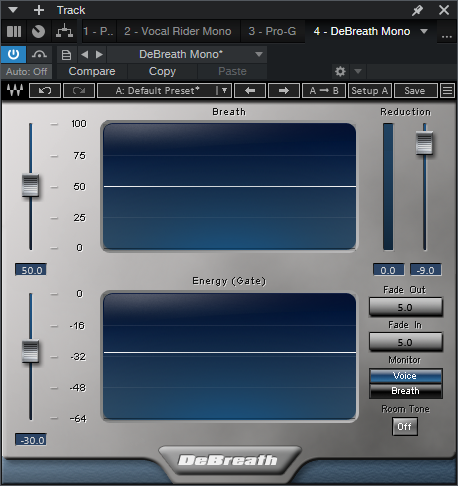 Track
1 - P.. 2 - Vocal Rider Mono 3 - Pro-G 4 - DeBreath Mono ...
DeBreath Mono*
Auto: Off Compare Copy Paste
A: Default Preset* A → B Setup A Save
Breath Reduction
100
75
50
25
0
50.0 0.0 -9.0
Energy (Gate)
0
-16
-32
-48
-64
-30.0
Fade Out
5.0
Fade In
5.0
Monitor
Voice
Breath
Room Tone
Off
DeBreath